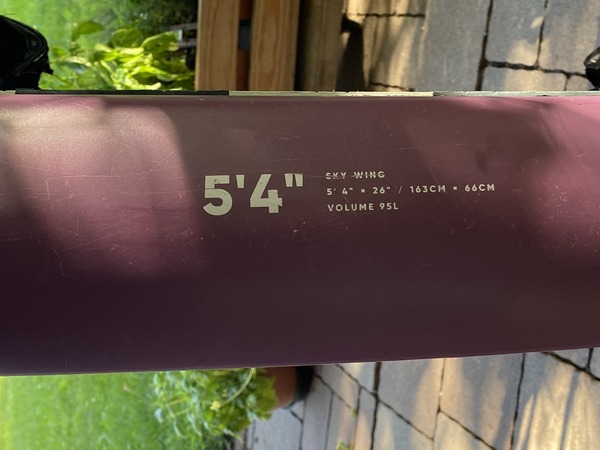 5'4"
SKY WING
5' 4" × 26" / 163CM × 66CM
VOLUME 95L